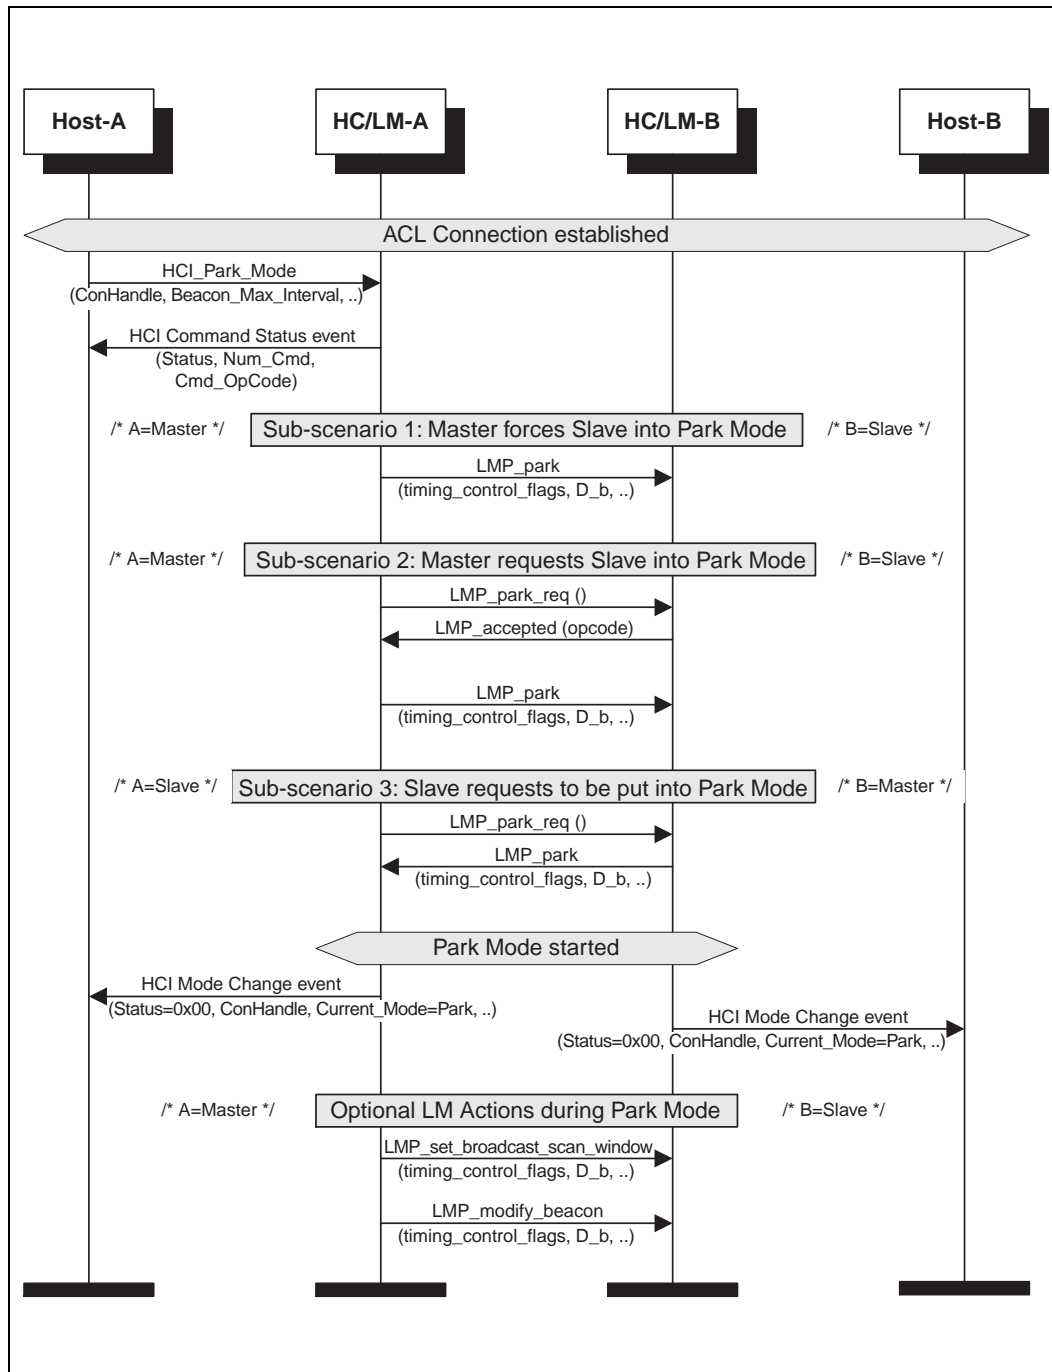 Host-A
HC/LM-A
HC/LM-B
Host-B
ACL Connection established
HCI_Park_Mode
(ConHandle, Beacon_Max_Interval, ..)
HCI Command Status event
(Status, Num_Cmd,
Cmd_OpCode)
/* A=Master */
Sub-scenario 1: Master forces Slave into Park Mode
/* B=Slave */
LMP_park
(timing_control_flags, D_b, ..)
/* A=Master */
Sub-scenario 2: Master requests Slave into Park Mode
/* B=Slave */
LMP_park_req ()
LMP_accepted (opcode)
LMP_park
(timing_control_flags, D_b, ..)
/* A=Slave */
Sub-scenario 3: Slave requests to be put into Park Mode
/* B=Master */
LMP_park_req ()
LMP_park
(timing_control_flags, D_b, ..)
Park Mode started
HCI Mode Change event
(Status=0x00, ConHandle, Current_Mode=Park, ..)
HCI Mode Change event
(Status=0x00, ConHandle, Current_Mode=Park, ..)
/* A=Master */
Optional LM Actions during Park Mode
/* B=Slave */
LMP_set_broadcast_scan_window
(timing_control_flags, D_b, ..)
LMP_modify_beacon
(timing_control_flags, D_b, ..)